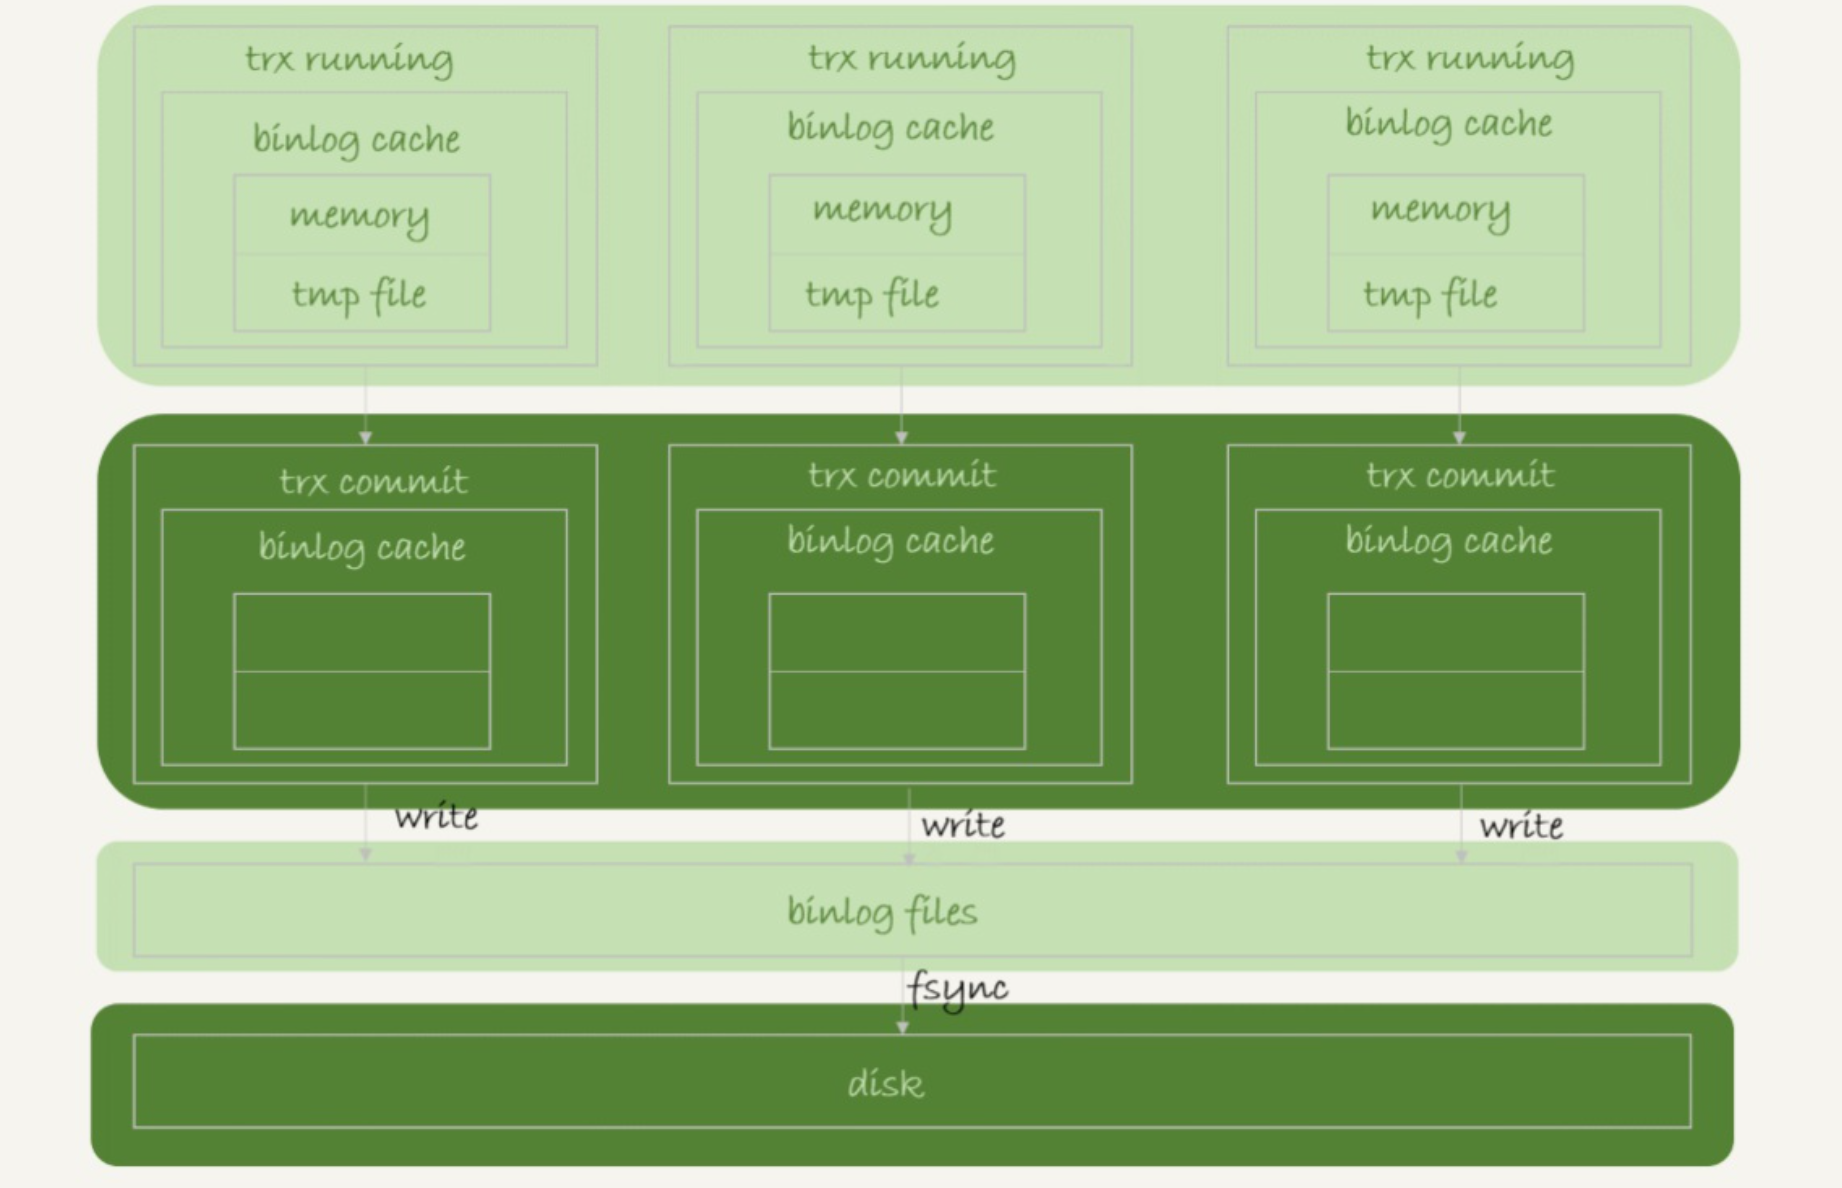 trx running
trx running
trx running
binlog cache
binlog cache
binlog cache
memory
memory
memory
tmp file
tmp file
tmp file
trx commit
trx commit
trx commit
binlog cache
binlog cache
binlog cache
write
write
write
binlog files
fsync
disk